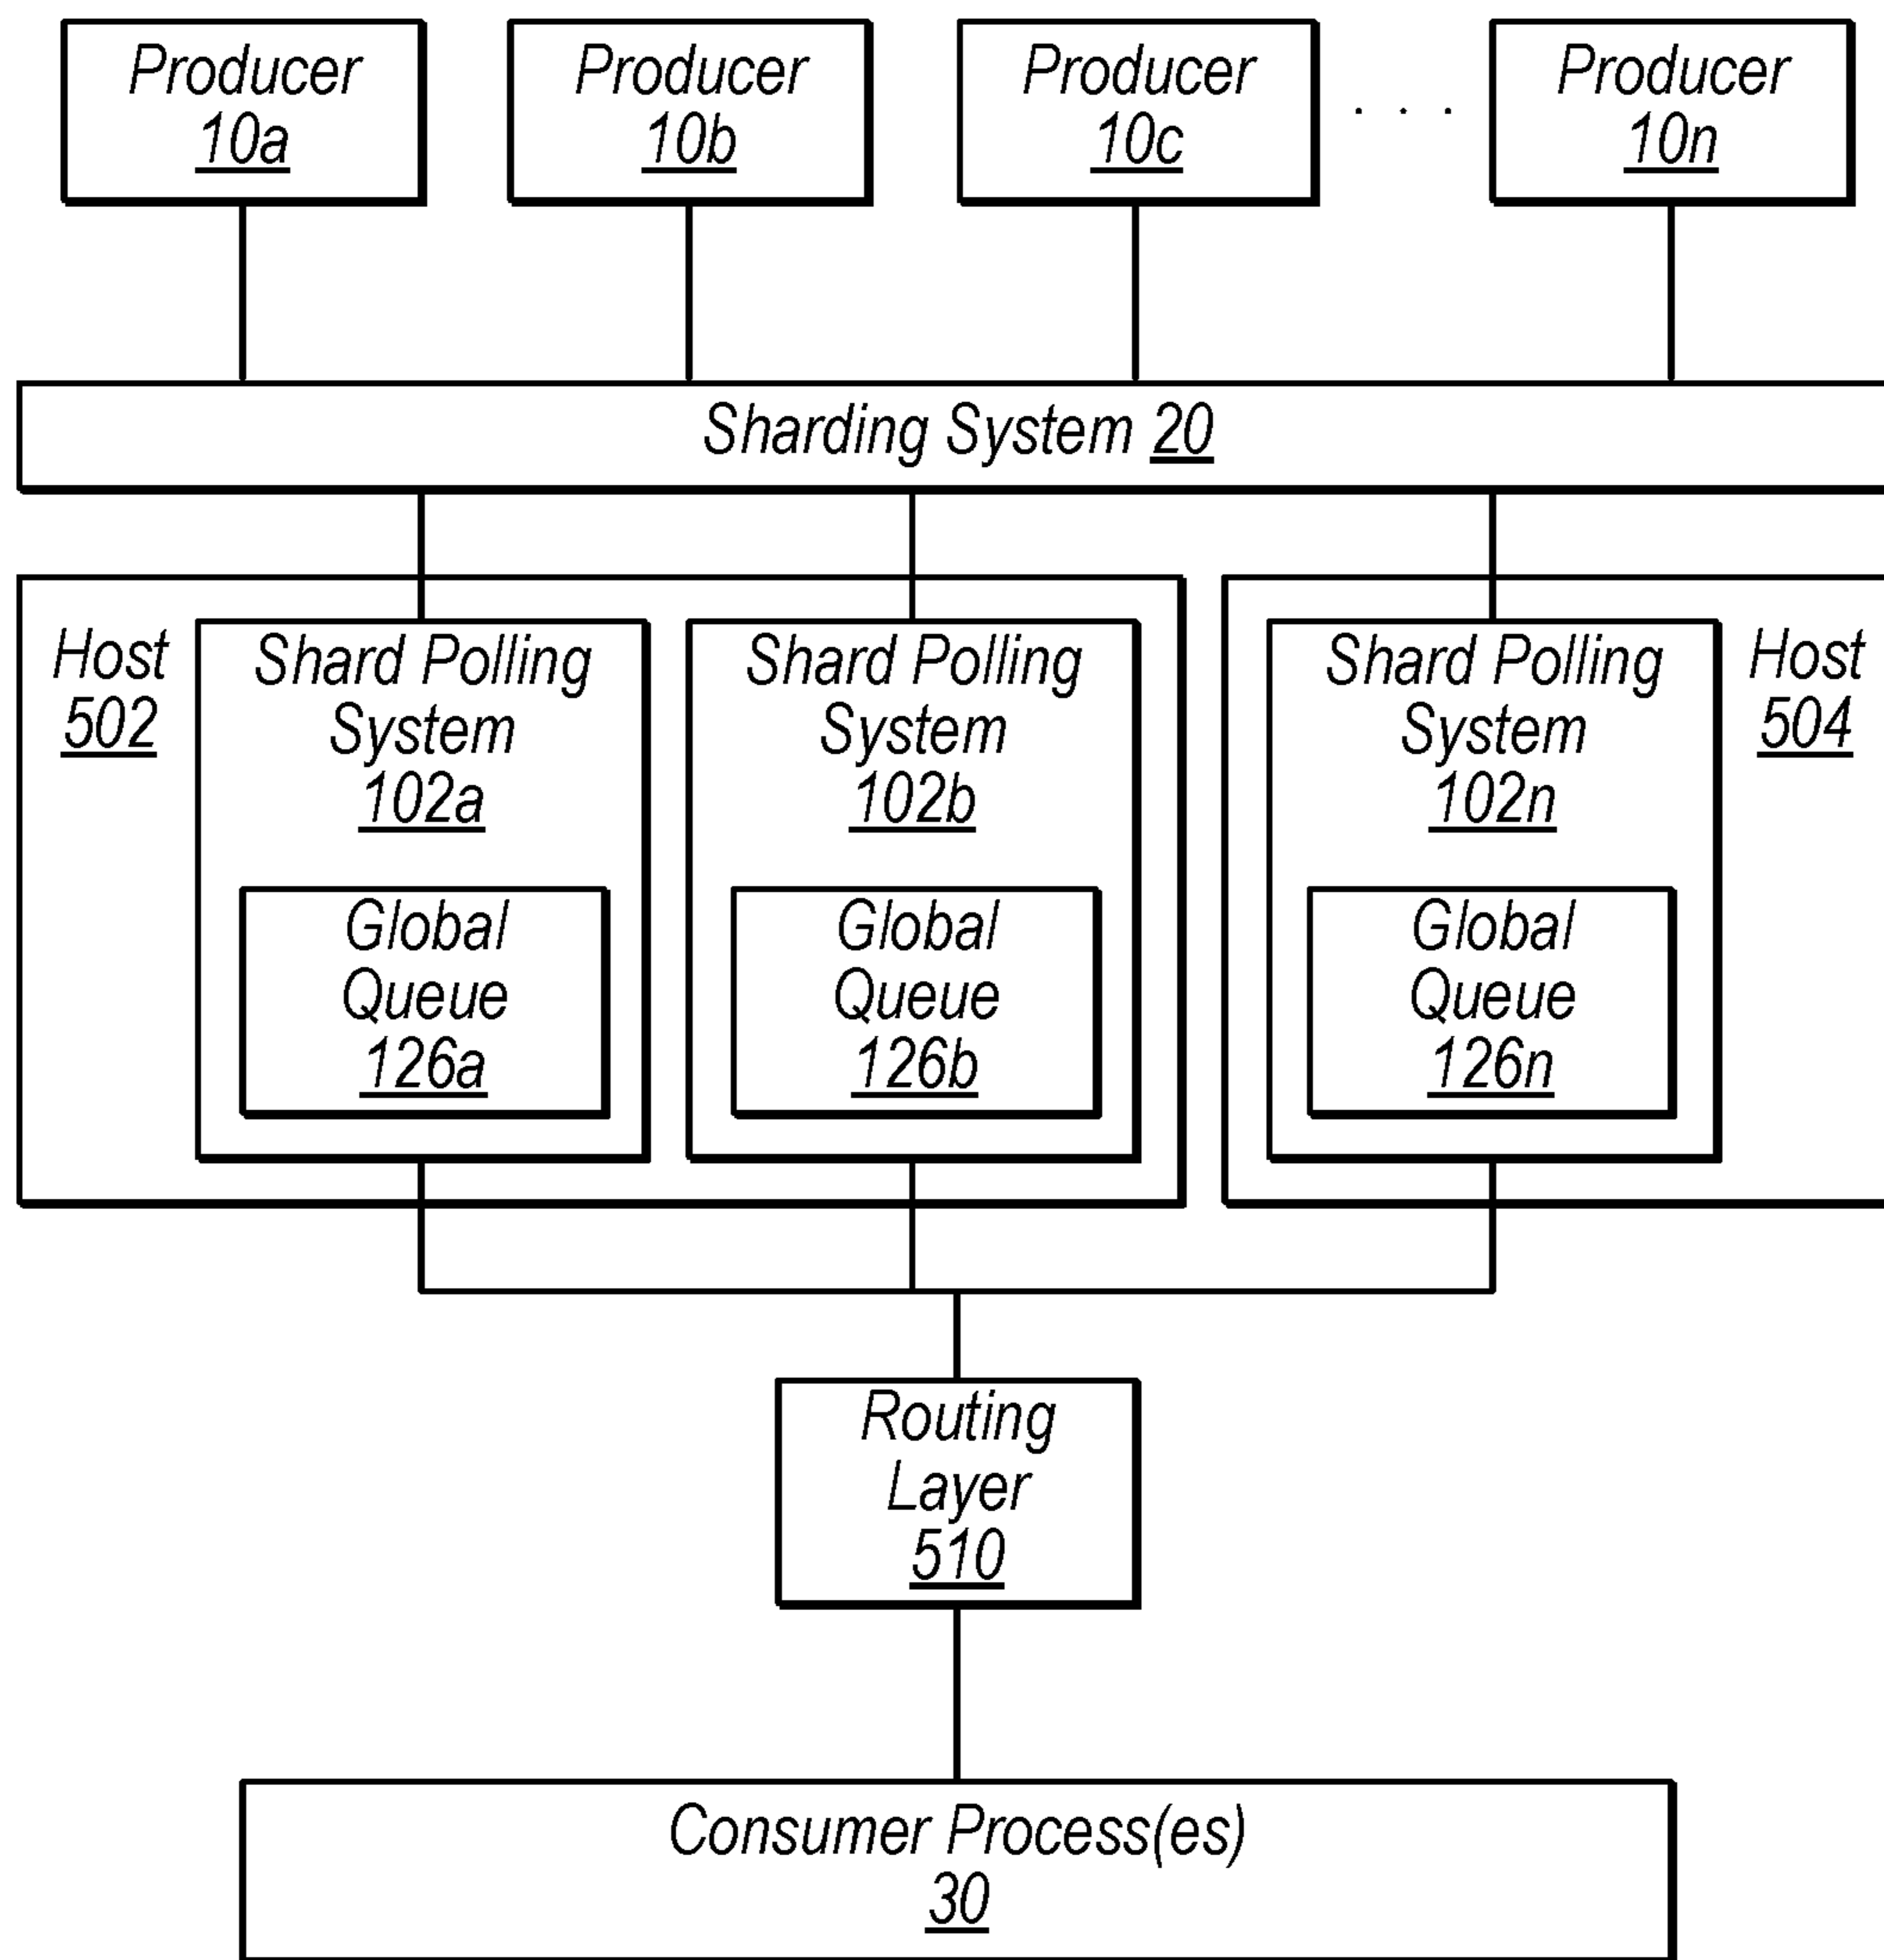 Producer
10a
Producer
10b
Producer
10c
. . .
Producer
10n
Sharding System 20
Host
502
Shard Polling
System
102a
Global
Queue
126a
Shard Polling
System
102b
Global
Queue
126b
Shard Polling
System
102n
Global
Queue
126n
Host
504
Routing
Layer
510
Consumer Process(es)
30